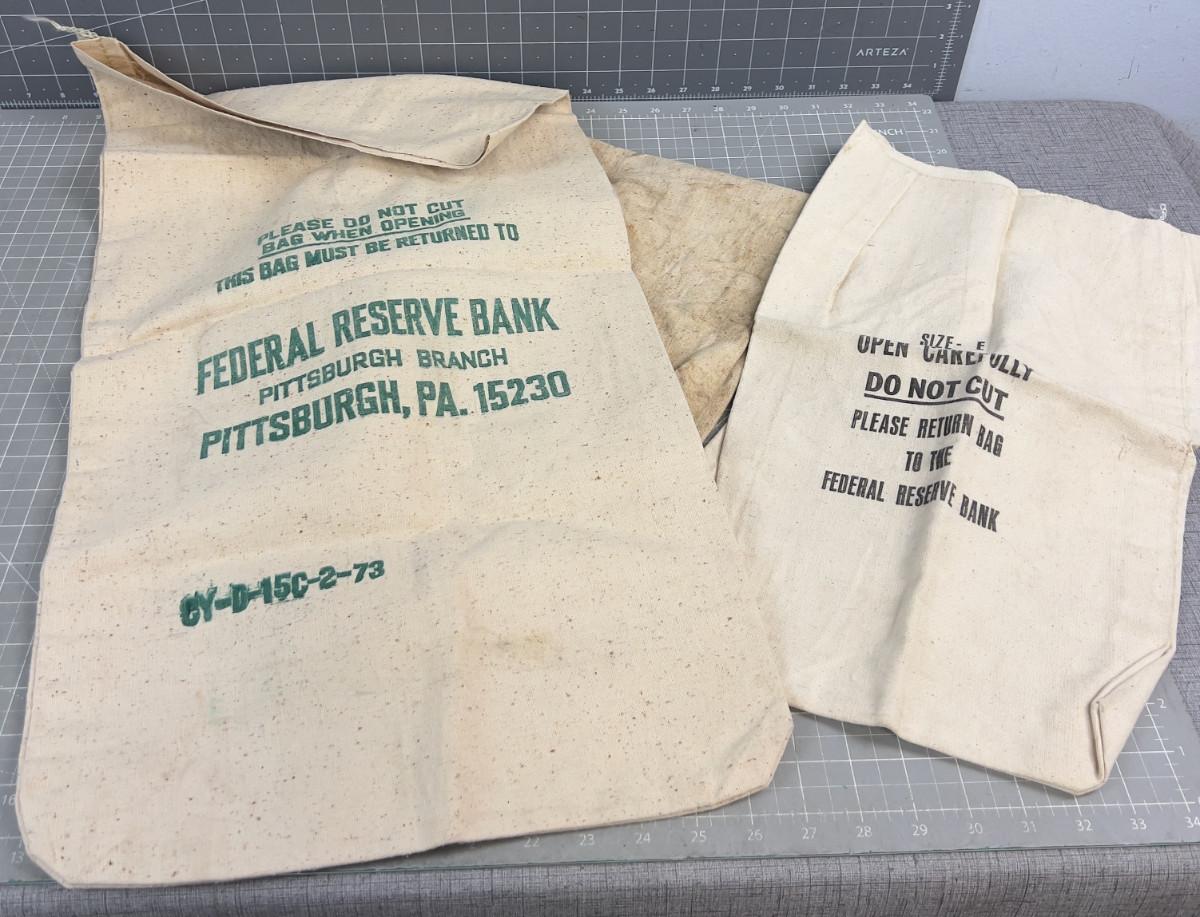 ARTEZA
PLEASE DO NOT CUT
BAG WHEN OPENING
THIS BAG MUST BE RETURNED TO
FEDERAL RESERVE BANK
PITTSBURGH BRANCH
PITTSBURGH, PA. 15230
CY-D-15C-2-73
SIZE- E
OPEN CAREFULLY
DO NOT CUT
PLEASE RETURN BAG
TO THE
FEDERAL RESERVE BANK